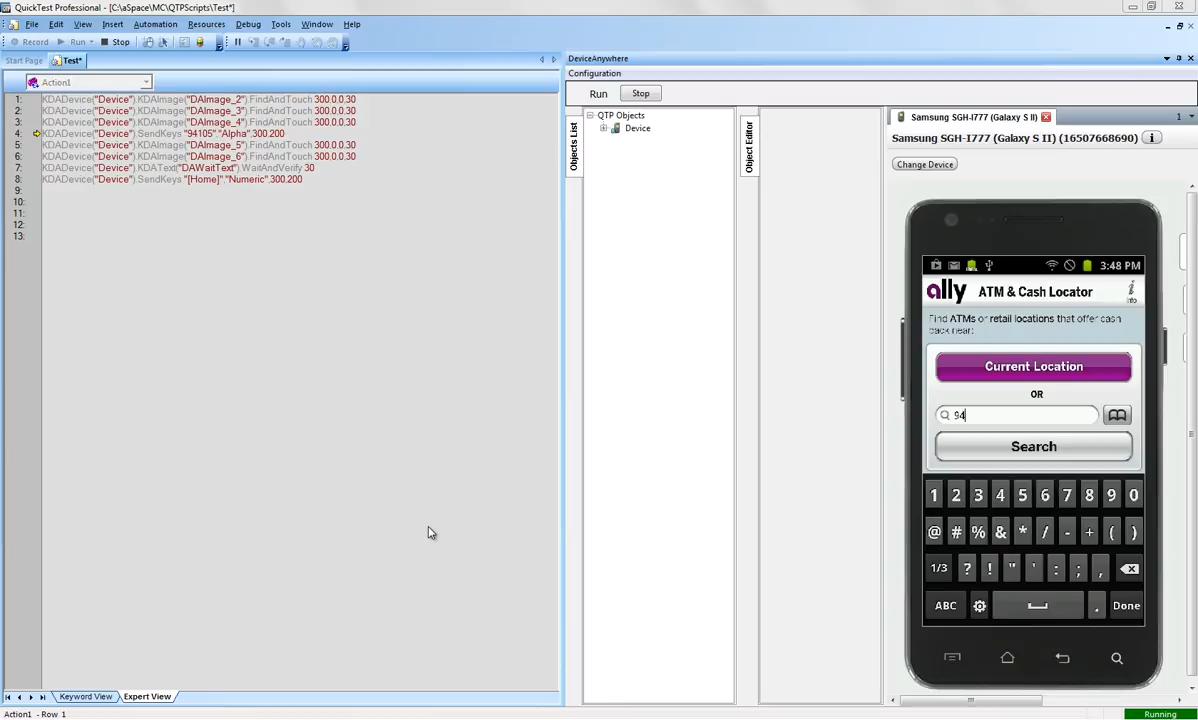 QuickTest Professional - [C:\aSpace\MC\QTPScripts\Test*]
File Edit View Insert Automation Resources Debug Tools Window Help
Record Run Stop
Start Page Test*
Action1
1: KDADevice("Device").KDAImage("DAImage_2").FindAndTouch 300,0,0,30
2: KDADevice("Device").KDAImage("DAImage_3").FindAndTouch 300,0,0,30
3: KDADevice("Device").KDAImage("DAImage_4").FindAndTouch 300,0,0,30
4: KDADevice("Device").SendKeys "94105","Alpha",300,200
5: KDADevice("Device").KDAImage("DAImage_5").FindAndTouch 300,0,0,30
6: KDADevice("Device").KDAImage("DAImage_6").FindAndTouch 300,0,0,30
7: KDADevice("Device").KDAText("DAWaitText").WaitAndVerify 30
8: KDADevice("Device").SendKeys "[Home]","Numeric",300,200
9:
10:
11:
12:
13:
Keyword View Expert View
Action1 - Row 1
DeviceAnywhere
Configuration
Run Stop
Objects List
QTP Objects
Device
Object Editor
Samsung SGH-I777 (Galaxy S II) 1
Samsung SGH-I777 (Galaxy S II) (16507668690) i
Change Device
3:48 PM
ally ATM & Cash Locator i Info
Find ATMs or retail locations that offer cash
back near:
Current Location
OR
94
Search
1 2 3 4 5 6 7 8 9 0
@ # % & * / - + ( )
1/3 ? ! " ' : ; ,
ABC . Done
Running